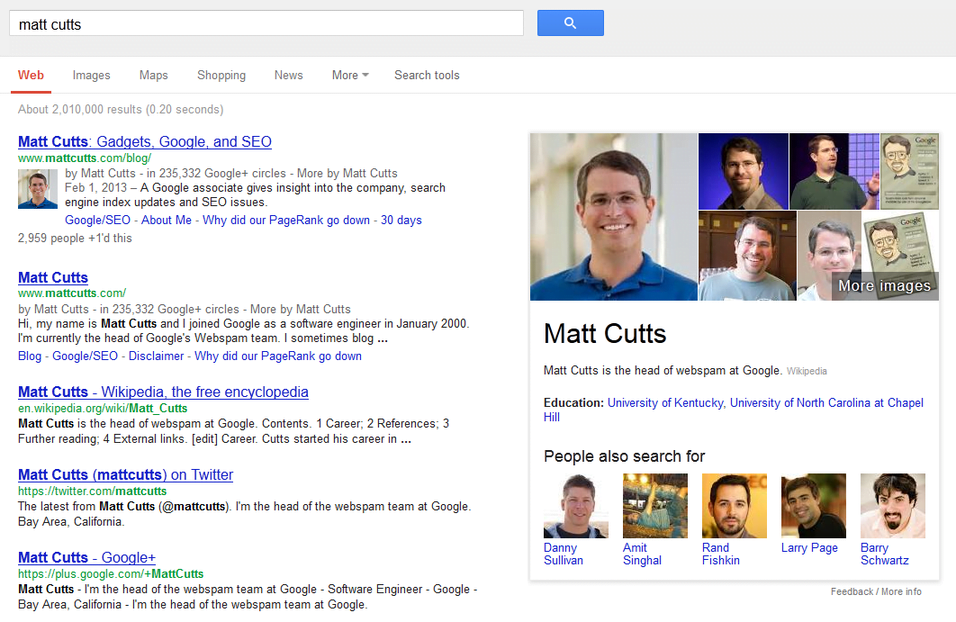 matt cutts
Web Images Maps Shopping News More Search tools
About 2,010,000 results (0.20 seconds)
Matt Cutts: Gadgets, Google, and SEO
www.mattcutts.com/blog/
by Matt Cutts - in 235,332 Google+ circles - More by Matt Cutts
Feb 1, 2013 – A Google associate gives insight into the company, search
engine index updates and SEO issues.
Google/SEO - About Me - Why did our PageRank go down - 30 days
2,959 people +1'd this
Matt Cutts
www.mattcutts.com/
by Matt Cutts - in 235,332 Google+ circles - More by Matt Cutts
Hi, my name is Matt Cutts and I joined Google as a software engineer in January 2000.
I'm currently the head of Google's Webspam team. I sometimes blog ...
Blog - Google/SEO - Disclaimer - Why did our PageRank go down
Matt Cutts - Wikipedia, the free encyclopedia
en.wikipedia.org/wiki/Matt_Cutts
Matt Cutts is the head of webspam at Google. Contents. 1 Career; 2 References; 3
Further reading; 4 External links. [edit] Career. Cutts started his career in ...
Matt Cutts (mattcutts) on Twitter
https://twitter.com/mattcutts
The latest from Matt Cutts (@mattcutts). I'm the head of the webspam team at Google.
Bay Area, California.
Matt Cutts - Google+
https://plus.google.com/+MattCutts
Matt Cutts - I'm the head of the webspam team at Google - Software Engineer - Google -
Bay Area, California - I'm the head of the webspam team at Google.
Google
Google
More images
Matt Cutts
Matt Cutts is the head of webspam at Google. Wikipedia
Education: University of Kentucky, University of North Carolina at Chapel
Hill
People also search for
Danny
Sullivan
Amit
Singhal
Rand
Fishkin
Larry Page
Barry
Schwartz
Feedback / More info